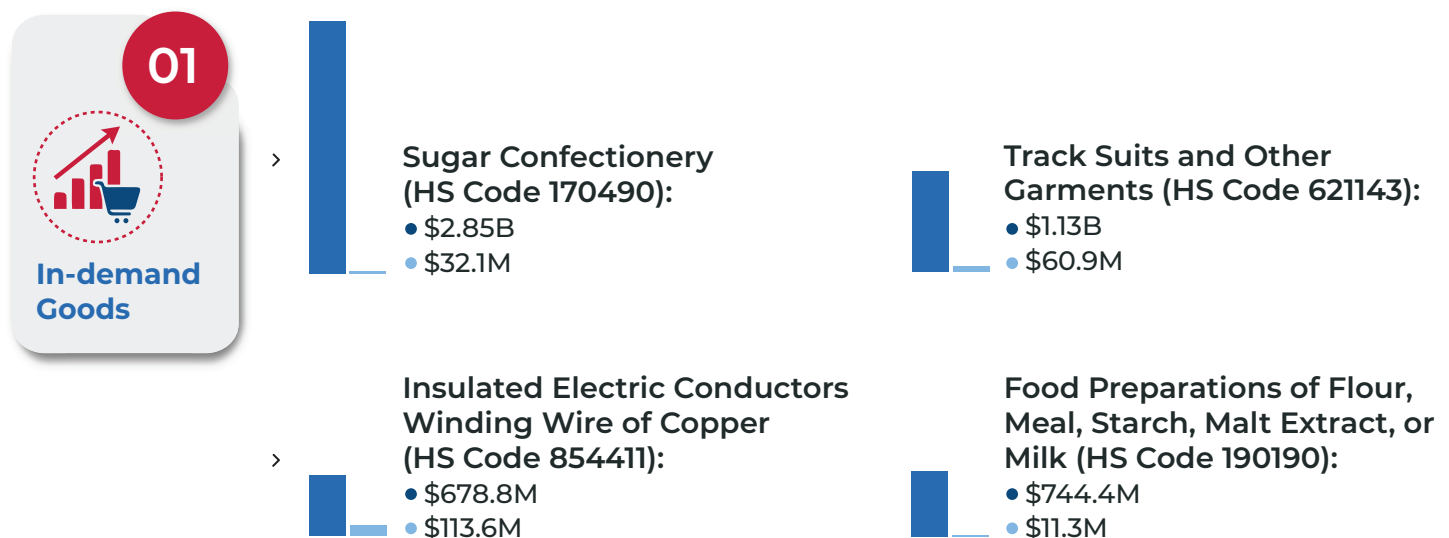 01
In-demand
Goods
Sugar Confectionery
(HS Code 170490):
• $2.85B
• $32.1M
Track Suits and Other
Garments (HS Code 621143):
• $1.13B
• $60.9M
Insulated Electric Conductors
Winding Wire of Copper
(HS Code 854411):
• $678.8M
• $113.6M
Food Preparations of Flour,
Meal, Starch, Malt Extract, or
Milk (HS Code 190190):
• $744.4M
• $11.3M